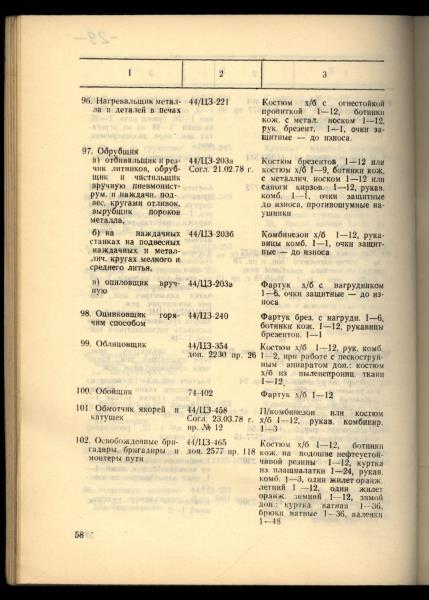 1 2 3
96. Нагревальщик метал-
ла и деталей в печах
44/ЦЗ-221
Костюм х/б с огнестойкой
пропиткой 1—12, ботинки
кож. с метал. носком 1—12,
рук. брезент. 1—1, очки за-
щитные — до износа.
97. Обрубщик
а) отбивальщик и рез-
чик литников, обруб-
щик и чистильщик
вручную пневмонист-
рум. и наждачн. под-
вес. кругами отливок,
вырубщик пороков
металла,
44/ЦЗ-203а
Согл. 21.02.78 г.
Костюм брезентов. 1—12 или
костюм х/б 1—9, ботинки кож.
с металлич. носком 1—12 или
сапоги кирзов. 1—12, рукав.
комб. 1—1, очки защитные
до износа, противошумные на-
ушники
б) на наждачных
станках на подвесных
наждачных и метал-
лич. кругах мелкого и
среднего литья,
44/ЦЗ-203б
Комбинезон х/б 1—12, рука-
вицы комб. 1—1, очки защит-
ные — до износа
в) опиловщик вруч-
ную
44/ЦЗ-203а
Фартук х/б с нагрудником
1—6, очки защитные — до из-
носа
98. Оцинковщик горя-
чим способом
44/ЦЗ-240
Фартук брез. с нагруди. 1—6,
ботинки кож. 1—12, рукавицы
брезентов. 1—1
99. Облицовщик
44/ЦЗ-354
доп. 2230 пр. 26
Костюм х/б 1—12, рук. комб.
1—2, при работе с пескоструй-
ным аппаратом доп.: костюм
х/б из пыленепрониц. ткани
1—12,
100. Обойщик
74-402
Фартук х/б 1—12
101. Обмотчик якорей и
катушек
44/ЦЗ-458
Согл. 23.03.78 г.
пр. № 12
П/комбинезон или костюм
х/б 1—12, рукав. комбинир.
1—3
102. Освобожденные бри-
гадиры, бригадиры и
монтеры пути
44/ЦЗ-465
доп. 2577 пр. 118
Костюм х/б 1—12, ботинки
кож. на подошве нефтеустой-
чивой резины 1—12, куртка
из плащпалатки 1—24, рукав.
комб. 1—3, один жилет оранж.
летний 1—12, один жилет
оранж. зимний 1—12, зимой
доп: куртка ватная 1—36,
брюки ватные 1—36, валенки
1—48
58